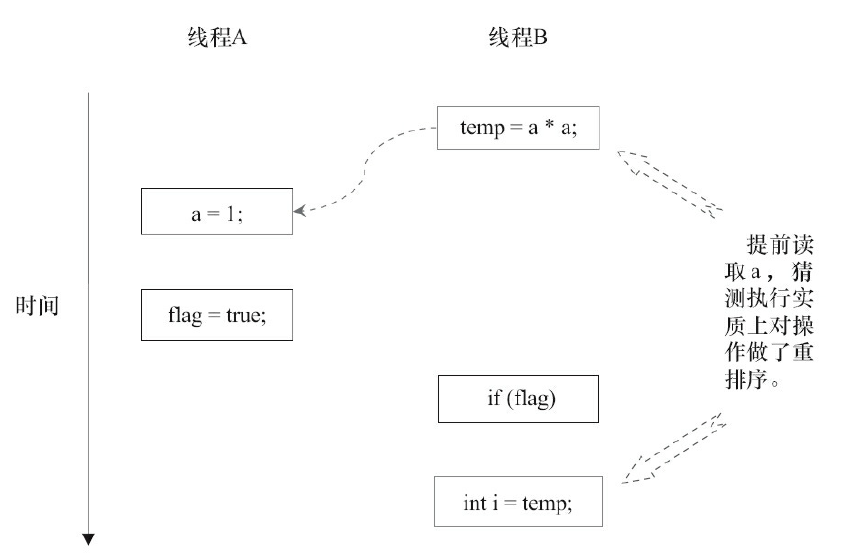 线程A
线程B
temp = a * a;
a = 1;
提前读
取a，猜
测执行实
质上对操
作做了重
排序。
时间
flag = true;
if (flag)
int i = temp;